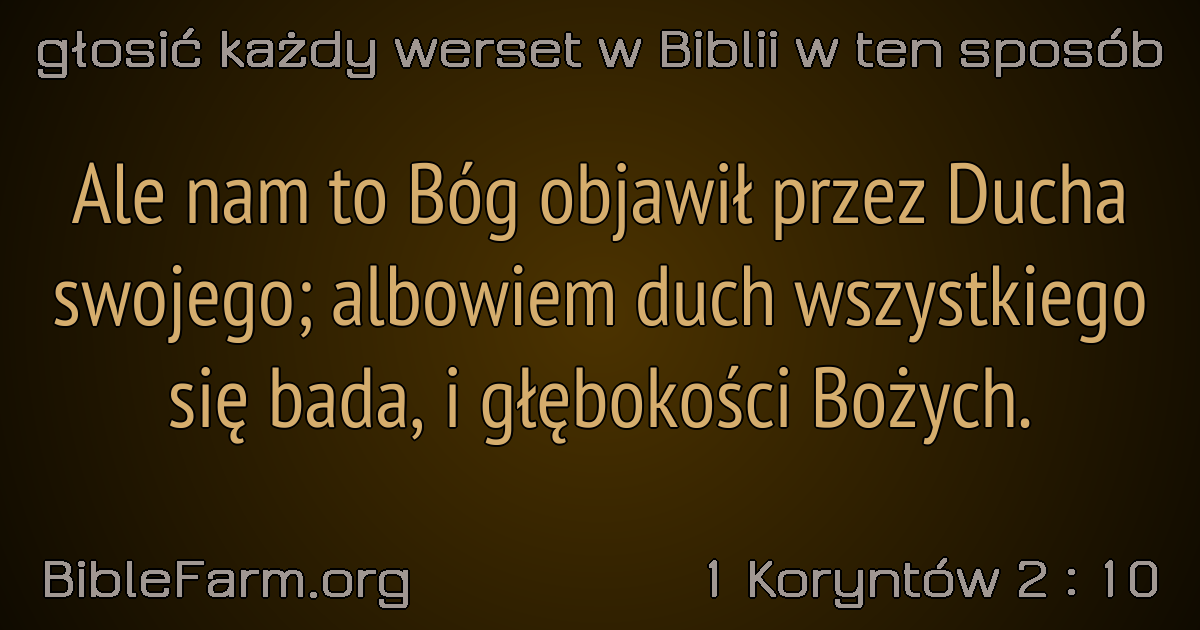 głosić każdy werset w Biblii w ten sposób
Ale nam to Bóg objawił przez Ducha
swojego; albowiem duch wszystkiego
się bada, i głębokości Bożych.
BibleFarm.org
1 Koryntów 2 : 10